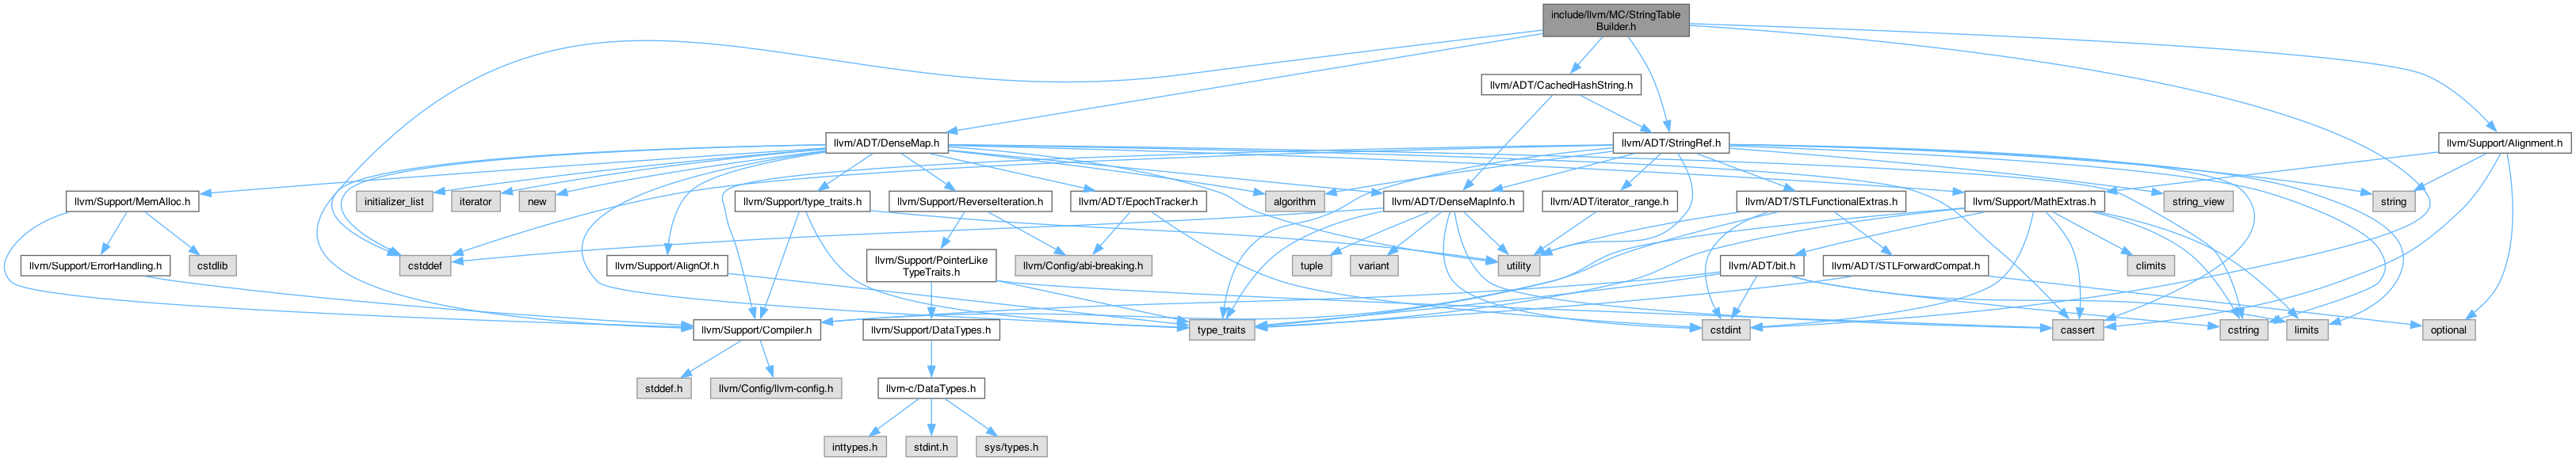 include/llvm/MC/StringTable
Builder.h
llvm/ADT/CachedHashString.h
llvm/ADT/DenseMap.h
llvm/ADT/StringRef.h
llvm/Support/Alignment.h
llvm/Support/MemAlloc.h
initializer_list
iterator
new
llvm/Support/type_traits.h
llvm/Support/ReverseIteration.h
llvm/ADT/EpochTracker.h
algorithm
llvm/ADT/DenseMapInfo.h
llvm/ADT/iterator_range.h
llvm/ADT/STLFunctionalExtras.h
llvm/Support/MathExtras.h
string_view
string
llvm/Support/ErrorHandling.h
cstdlib
cstddef
llvm/Support/AlignOf.h
llvm/Support/PointerLike
TypeTraits.h
llvm/Config/abi-breaking.h
utility
tuple
variant
llvm/ADT/bit.h
llvm/ADT/STLForwardCompat.h
climits
llvm/Support/Compiler.h
llvm/Support/DataTypes.h
type_traits
cstdint
cassert
cstring
limits
optional
stddef.h
llvm/Config/llvm-config.h
llvm-c/DataTypes.h
inttypes.h
stdint.h
sys/types.h